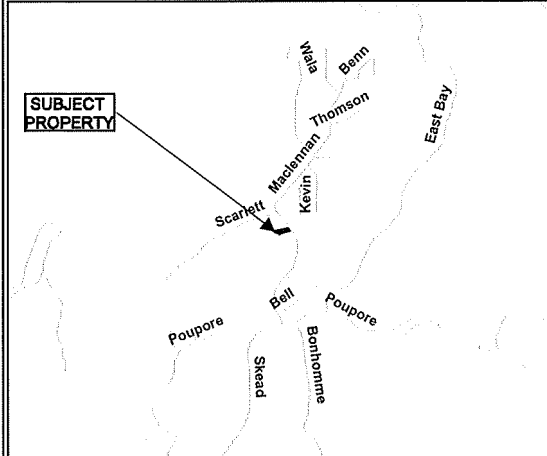 Wala
Benn
SUBJECT
PROPERTY
Thomson
East Bay
Maclennan
Kevin
Scarlett
Bell
Poupore
Poupore
Skead
Bonhomme